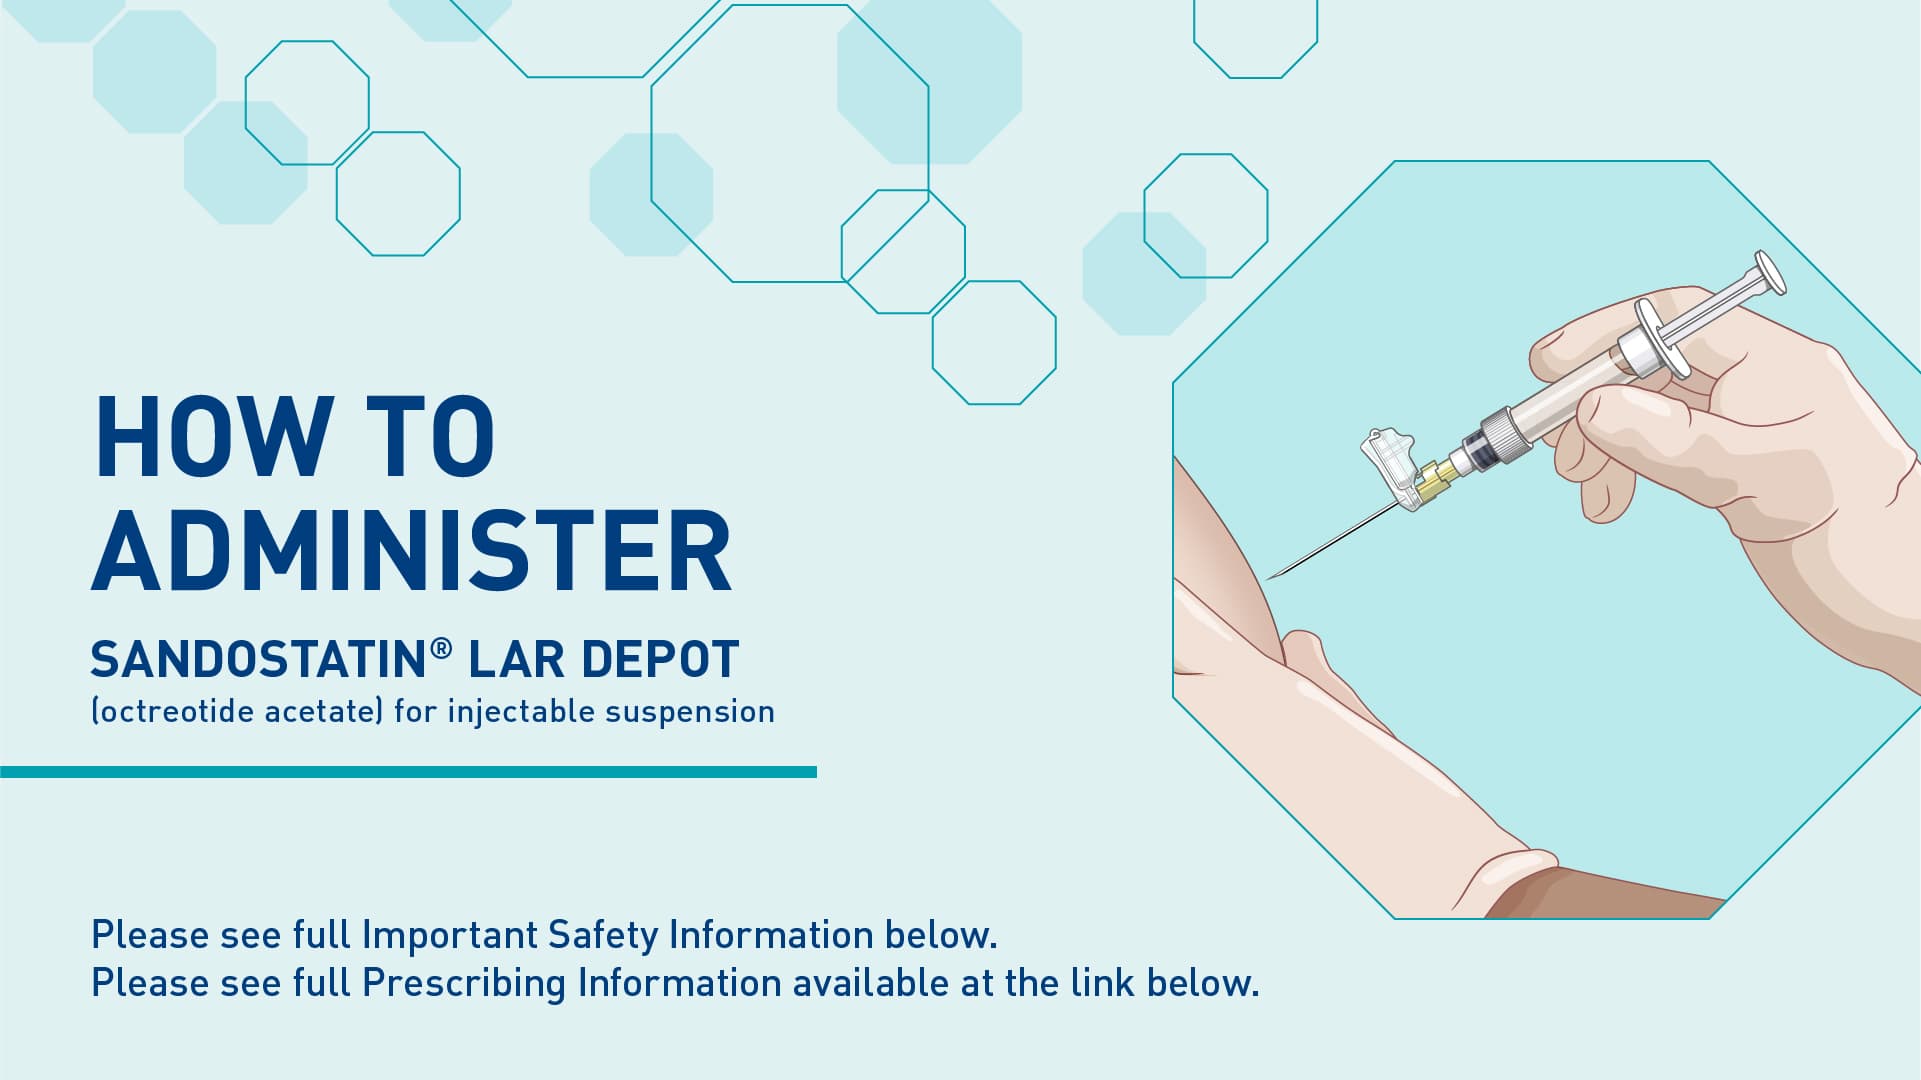 HOW TO
ADMINISTER
SANDOSTATIN® LAR DEPOT
(octreotide acetate) for injectable suspension
Please see full Important Safety Information below.
Please see full Prescribing Information available at the link below.